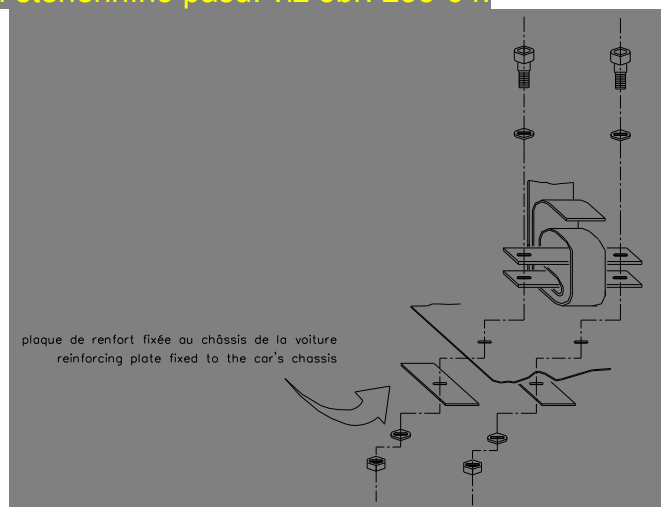 plaque de renfort fixée au châssis de la voiture
reinforcing plate fixed to the car's chassis